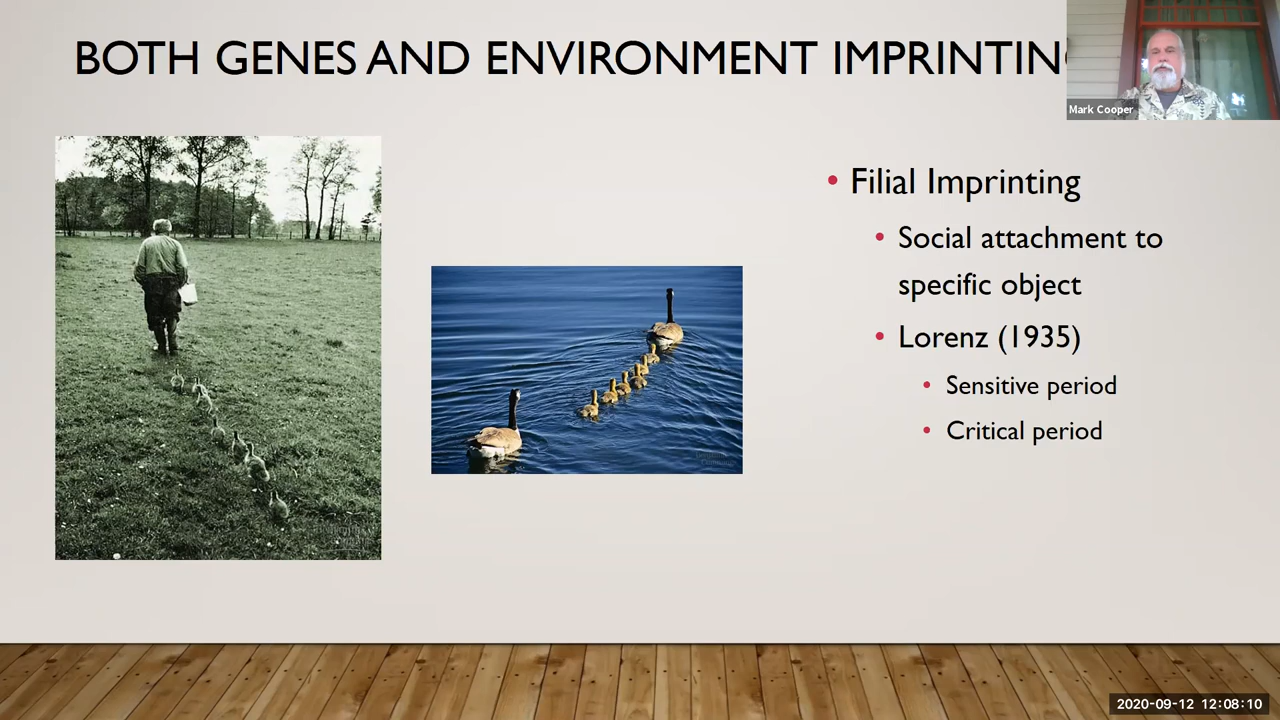 BOTH GENES AND ENVIRONMENT IMPRINTIN
Mark Cooper
• Filial Imprinting
• Social attachment to
specific object
• Lorenz (1935)
• Sensitive period
• Critical period
2020-09-12 12:08:10